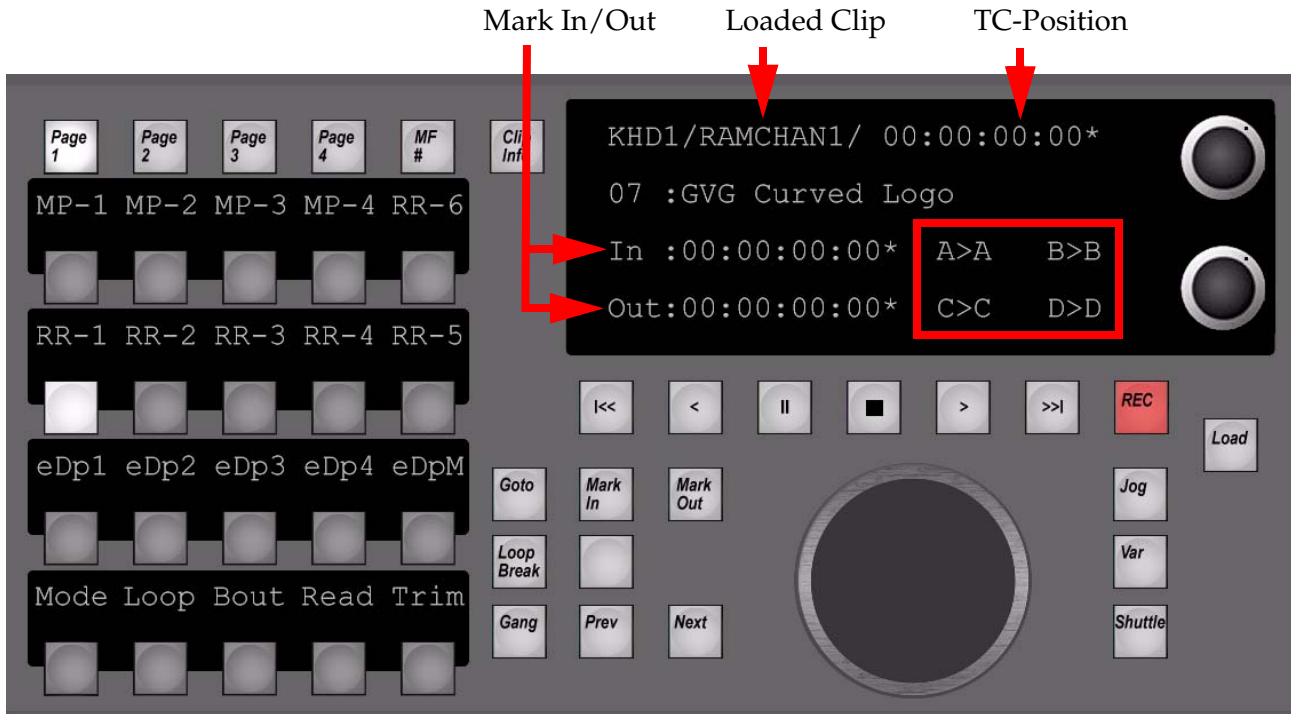 Mark In/Out Loaded Clip TC-Position
Page 1 Page 2 Page 3 Page 4 MF # Clip Info
MP-1 MP-2 MP-3 MP-4 RR-6
RR-1 RR-2 RR-3 RR-4 RR-5
eDp1 eDp2 eDp3 eDp4 eDpM
Mode Loop Bout Read Trim
KHD1/RAMCHAN1/ 00:00:00:00*
07 :GVG Curved Logo
In :00:00:00:00* A>A B>B
Out:00:00:00:00* C>C D>D
I<< < II ■ > >>I REC
Load
Goto Mark In Mark Out Jog
Loop Break Var
Gang Prev Next Shuttle